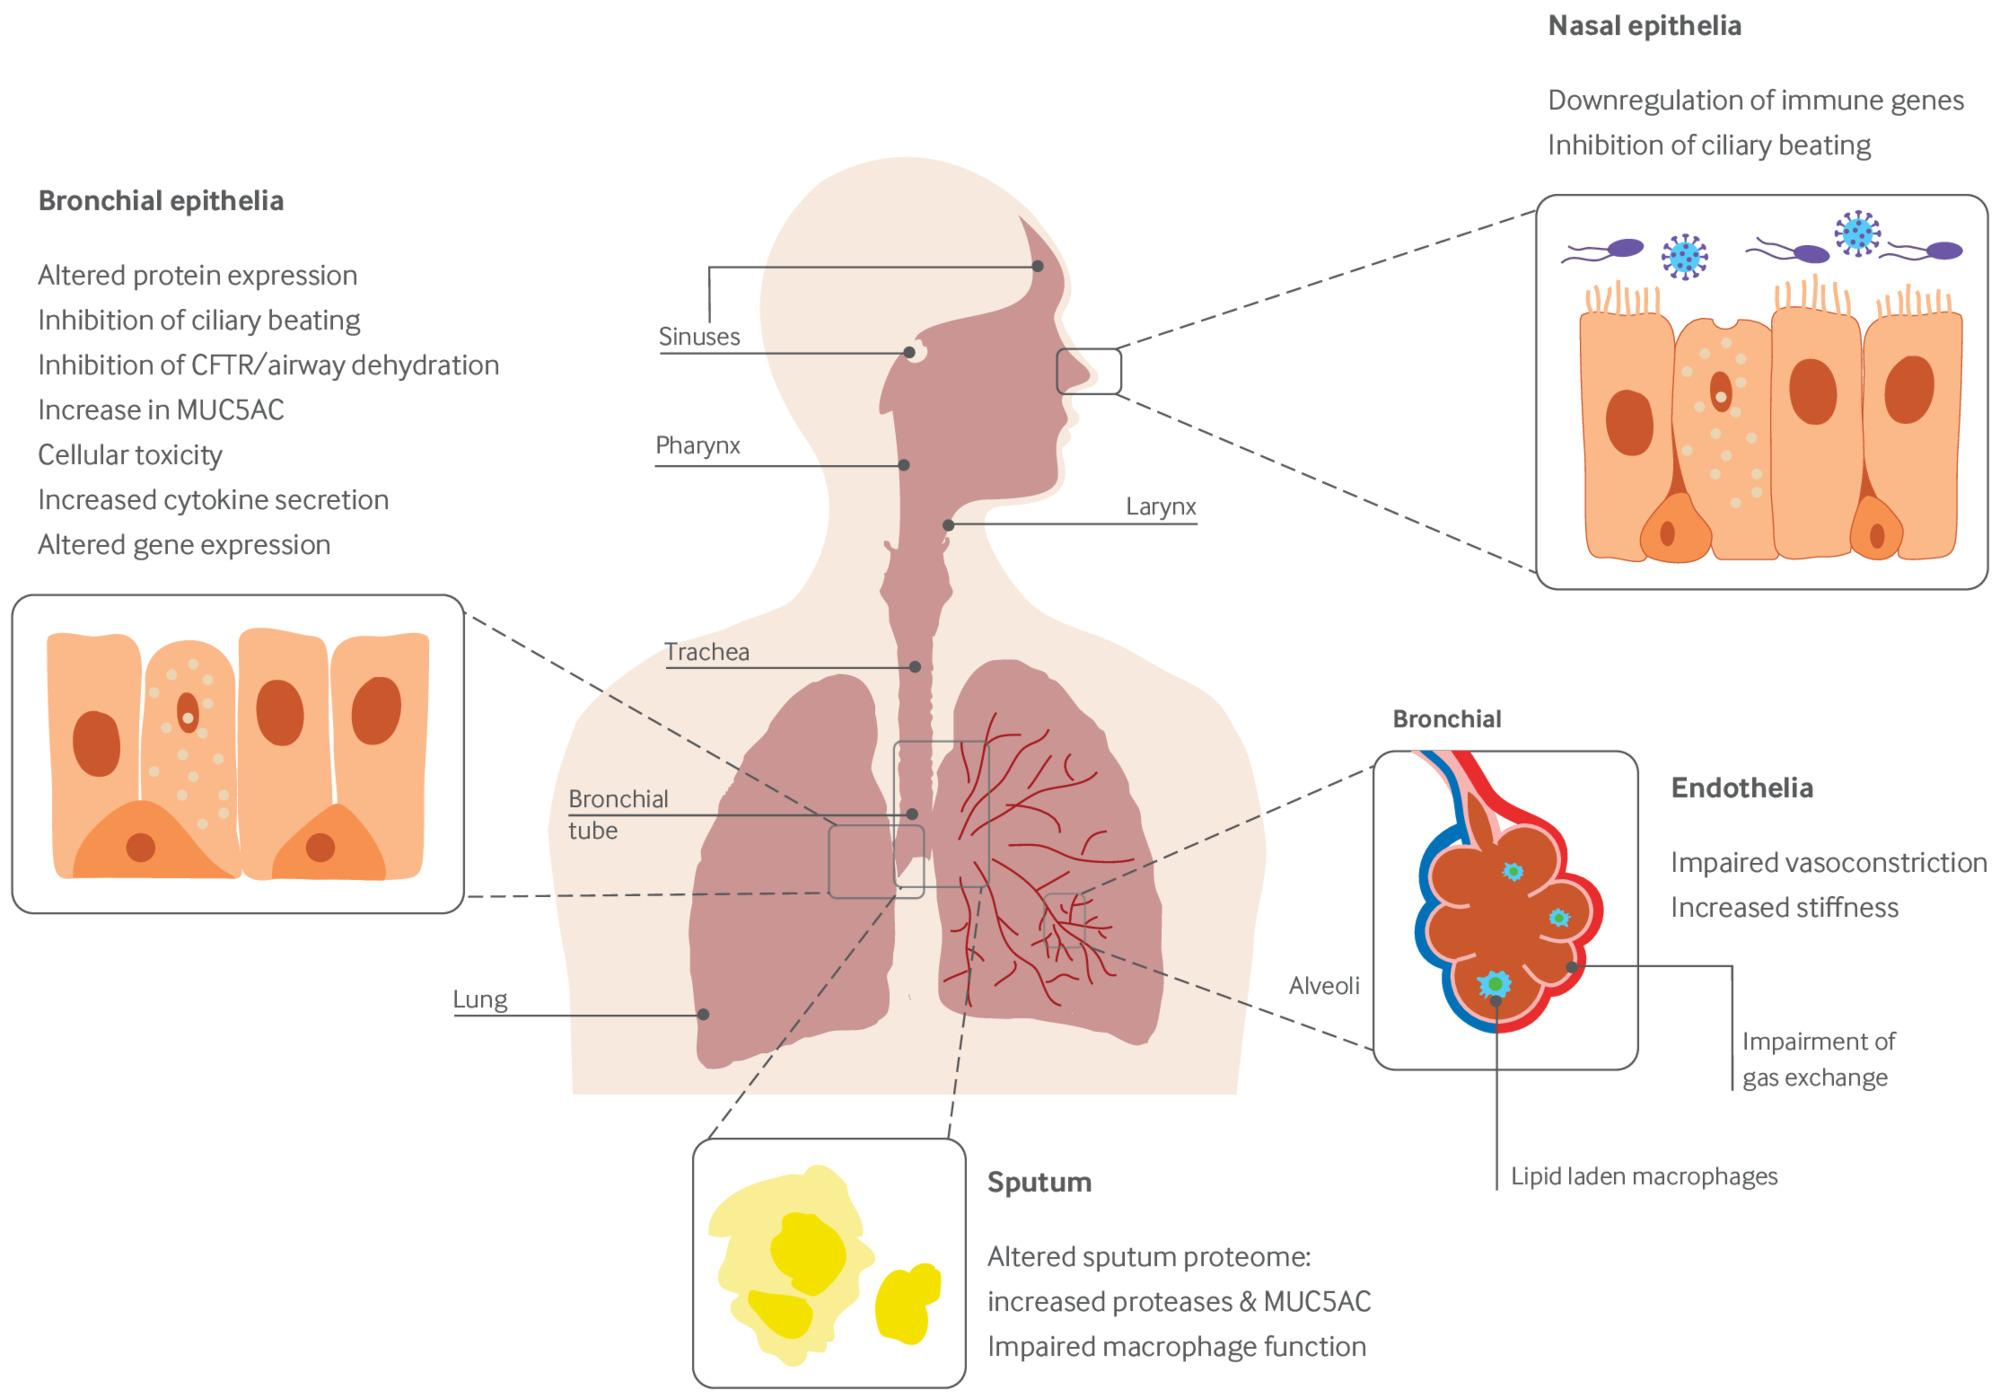 Nasal epithelia
Downregulation of immune genes
Inhibition of ciliary beating
Bronchial epithelia
Altered protein expression
Inhibition of ciliary beating
Inhibition of CFTR/airway dehydration
Increase in MUC5AC
Cellular toxicity
Increased cytokine secretion
Altered gene expression
Sinuses
Pharynx
Larynx
Trachea
Bronchial
tube
Lung
Bronchial
Endothelia
Impaired vasoconstriction
Increased stiffness
Alveoli
Impairment of
gas exchange
Lipid laden macrophages
Sputum
Altered sputum proteome:
increased proteases & MUC5AC
Impaired macrophage function